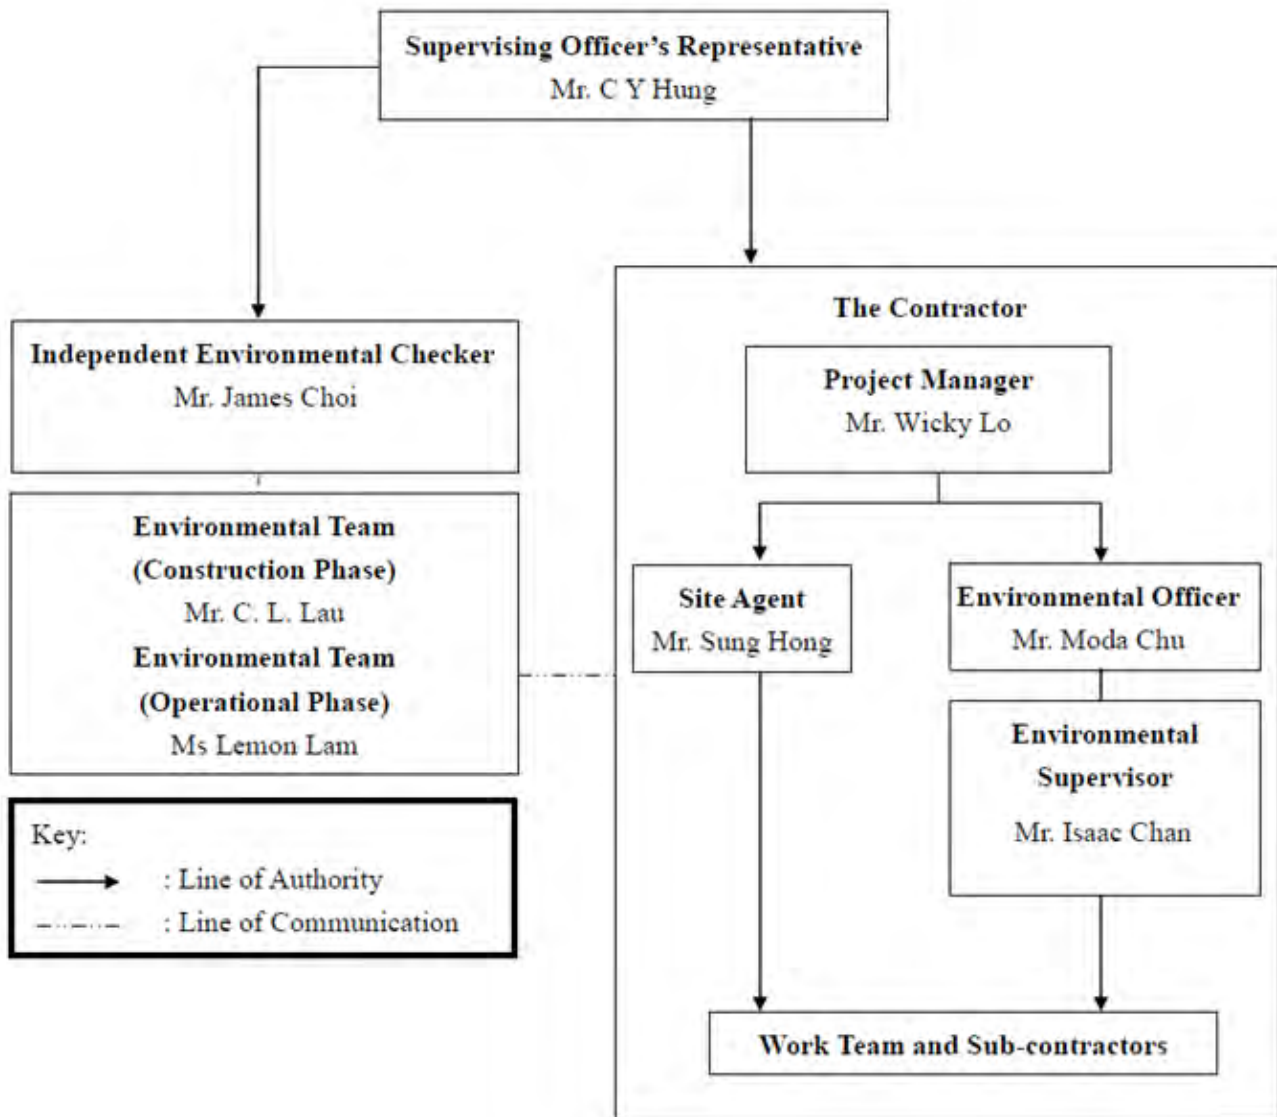 Supervising Officer’s Representative
Mr. C Y Hung
Independent Environmental Checker
Mr. James Choi
Environmental Team
(Construction Phase)
Mr. C. L. Lau
Environmental Team
(Operational Phase)
Ms Lemon Lam
Key:
: Line of Authority
: Line of Communication
The Contractor
Project Manager
Mr. Wicky Lo
Site Agent
Mr. Sung Hong
Environmental Officer
Mr. Moda Chu
Environmental
Supervisor
Mr. Isaac Chan
Work Team and Sub-contractors